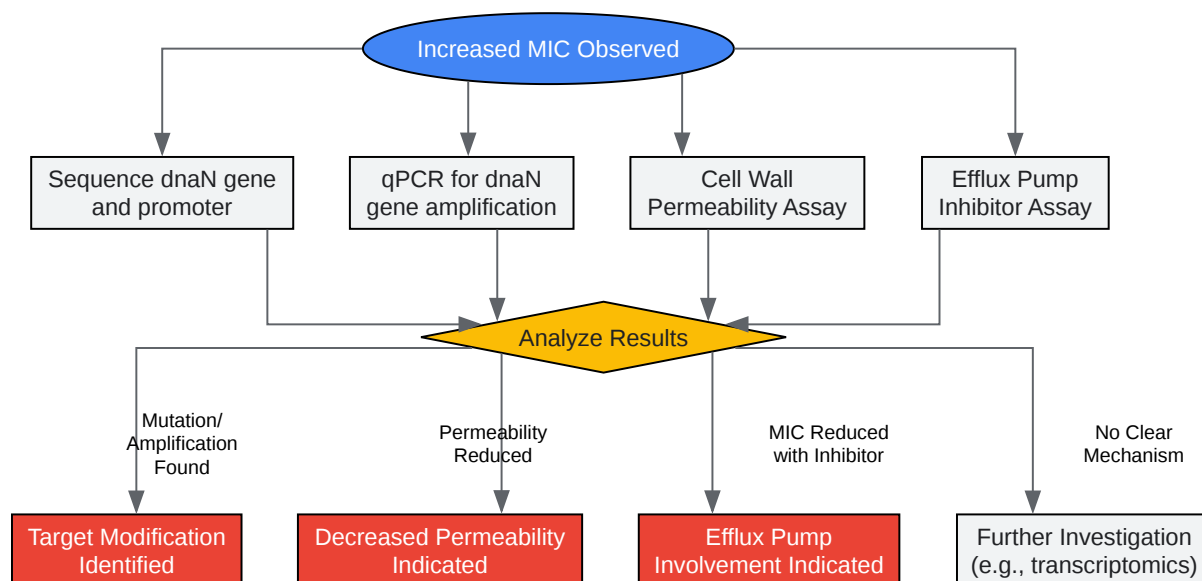 Increased MIC Observed
Sequence dnaN gene
and promoter
qPCR for dnaN
gene amplification
Cell Wall
Permeability Assay
Efflux Pump
Inhibitor Assay
Analyze Results
Mutation/
Amplification
Found
Permeability
Reduced
MIC Reduced
with Inhibitor
No Clear
Mechanism
Target Modification
Identified
Decreased Permeability
Indicated
Efflux Pump
Involvement Indicated
Further Investigation
(e.g., transcriptomics)